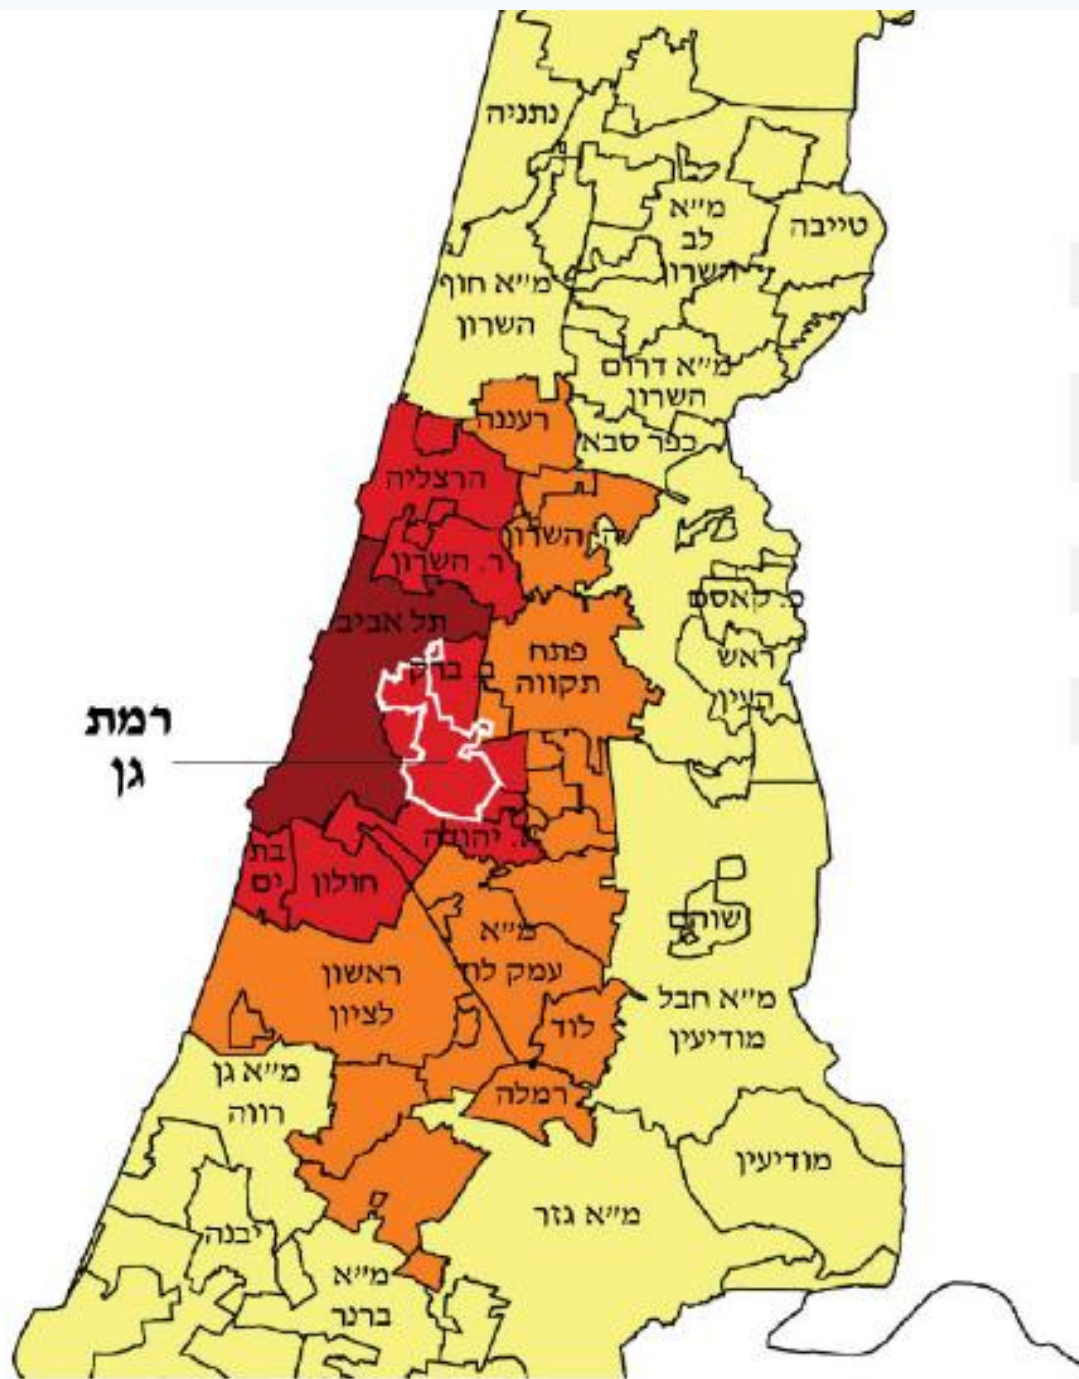 נתניה
מ״א
לב
השרון
טייבה
מ״א חוף
השרון
מ״א דרום
השרון
רעננה
כפר סבא
הרצליה
ה. השרון
ר. השרון
כ. קאסם
תל אביב
ב. ברק
פתח
תקווה
ראש
העין
רמת
גן
א. יהודה
בת
ים
חולון
שוהם
מ״א
עמק לוד
ראשון
לציון
לוד
מ״א חבל
מודיעין
מ״א גן
רווה
רמלה
מודיעין
מ״א גזר
יבנה
מ״א
ברנר